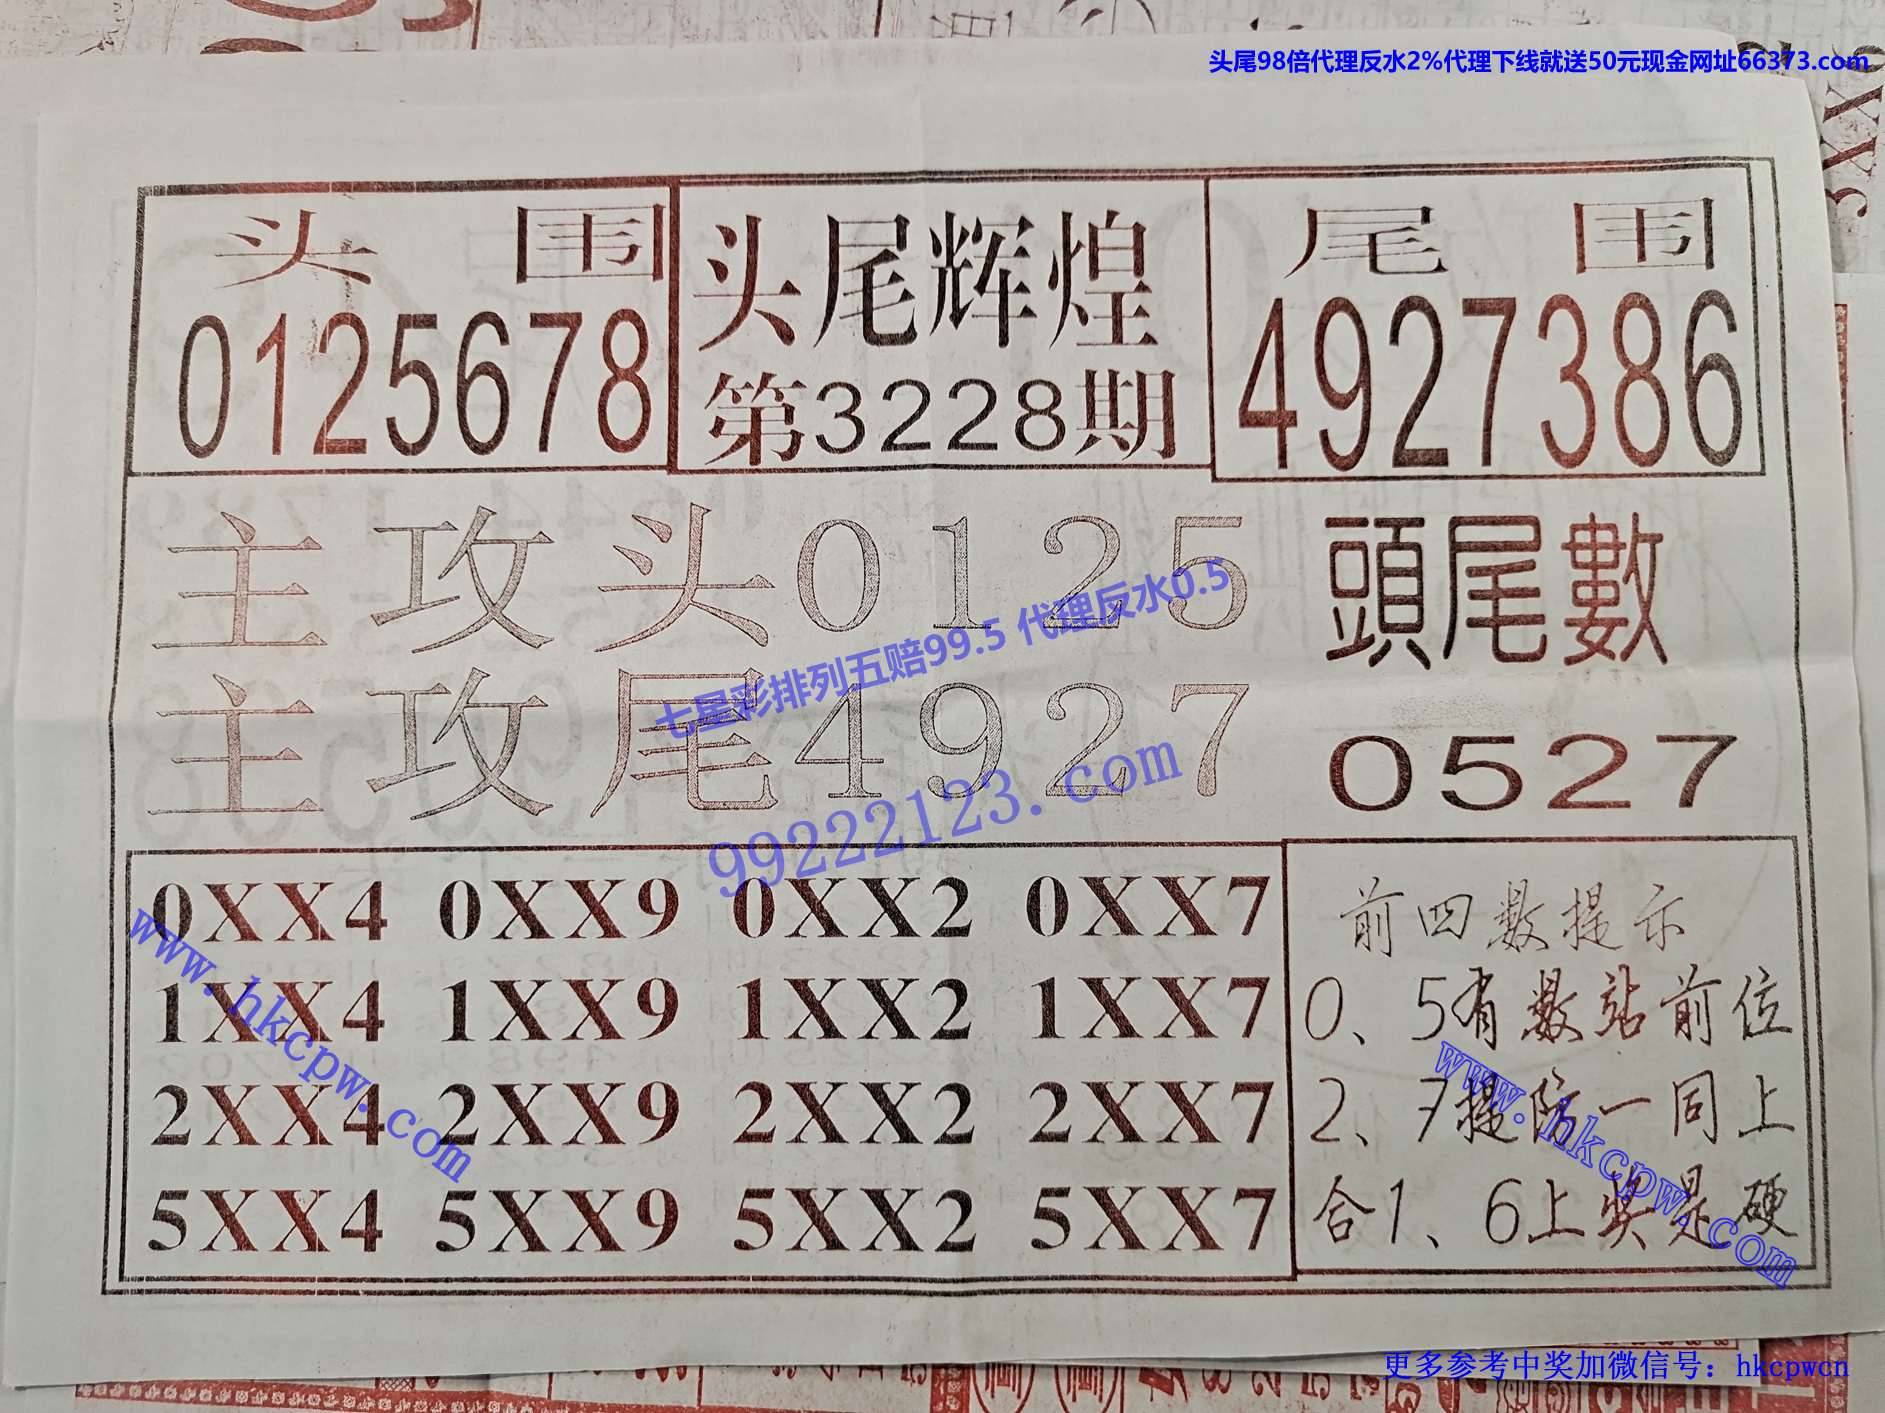 头尾98倍代理反水2%代理下线就送50元现金网址66373.com
头 围
0125678
头尾辉煌
第3228期
尾 围
4927386
主攻头0125
主攻尾4927
頭尾數
0527
七星彩排列五赔99.5 代理反水0.5
99222123.com
0XX4 0XX9 0XX2 0XX7
1XX4 1XX9 1XX2 1XX7
2XX4 2XX9 2XX2 2XX7
5XX4 5XX9 5XX2 5XX7
前四数提示
0、5有数站前位
2、7提防一同上
合1、6上奖是硬
www.hkcpw.com
www.hkcpw.com
更多参考中奖加微信号：hkcpwcn